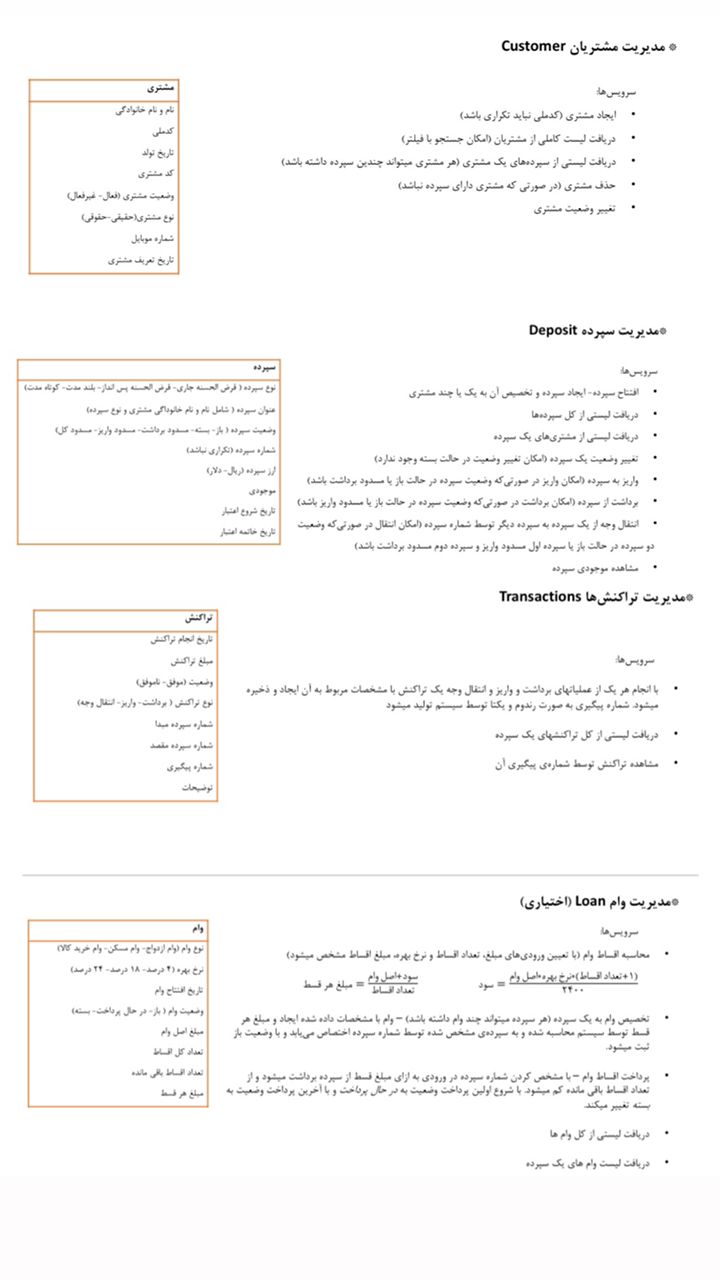 مدیریت مشتریان Customer
سرویس‌ها:
• ایجاد مشتری (کدملی نباید تکراری باشد)
• دریافت لیست کاملی از مشتریان (امکان جستجو با فیلتر)
• دریافت لیستی از سپرده‌های یک مشتری (هر مشتری میتواند چندین سپرده داشته باشد)
• حذف مشتری (در صورتی که مشتری دارای سپرده نباشد)
• تغییر وضعیت مشتری
مشتری
نام و نام خانوادگی
کدملی
تاریخ تولد
کد مشتری
وضعیت مشتری (فعال- غیرفعال)
نوع مشتری(حقیقی-حقوقی)
شماره موبایل
تاریخ تعریف مشتری
مدیریت سپرده Deposit
سرویس‌ها:
• افتتاح سپرده- ایجاد سپرده و تخصیص آن به یک یا چند مشتری
• دریافت لیستی از کل سپرده‌ها
• دریافت لیستی از مشتری‌های یک سپرده
• تغییر وضعیت یک سپرده (امکان تغییر وضعیت در حالت بسته وجود ندارد)
• واریز به سپرده (امکان واریز در صورتی‌که وضعیت سپرده در حالت باز یا مسدود برداشت باشد)
• برداشت از سپرده (امکان برداشت در صورتی‌که وضعیت سپرده در حالت باز یا مسدود واریز باشد)
• انتقال وجه از یک سپرده به سپرده دیگر توسط شماره سپرده (امکان انتقال در صورتی‌که وضعیت
دو سپرده در حالت باز یا سپرده اول مسدود واریز و سپرده دوم مسدود برداشت باشد)
• مشاهده موجودی سپرده
سپرده
نوع سپرده ( قرض الحسنه جاری- قرض الحسنه پس انداز- بلند مدت- کوتاه مدت)
عنوان سپرده ( شامل نام و نام خانوداگی مشتری و نوع سپرده)
وضعیت سپرده ( باز- بسته- مسدود برداشت- مسدود واریز- مسدود کل)
شماره سپرده (تکراری نباشد)
ارز سپرده (ریال- دلار)
موجودی
تاریخ شروع اعتبار
تاریخ خاتمه اعتبار
مدیریت تراکنش‌ها Transactions
سرویس‌ها:
• با انجام هر یک از عملیاتهای برداشت و واریز و انتقال وجه یک تراکنش با مشخصات مربوط به آن ایجاد و ذخیره
میشود. شماره پیگیری به صورت رندوم و یکتا توسط سیستم تولید میشود
• دریافت لیستی از کل تراکنشهای یک سپرده
• مشاهده تراکنش توسط شماره‌ی پیگیری آن
تراکنش
تاریخ انجام تراکنش
مبلغ تراکنش
وضعیت (موفق- ناموفق)
نوع تراکنش ( برداشت- واریز- انتقال وجه)
شماره سپرده مبدا
شماره سپرده مقصد
شماره پیگیری
توضیحات
مدیریت وام Loan (اختیاری)
سرویس‌ها:
• محاسبه اقساط وام (با تعیین ورودی‌های مبلغ، تعداد اقساط و نرخ بهره، مبلغ اقساط مشخص میشود)
سود = (۱+تعداد اقساط)*نرخ بهره*اصل وام / ۲۴۰۰
مبلغ هر قسط = سود+اصل وام / تعداد اقساط
• تخصیص وام به یک سپرده (هر سپرده میتواند چند وام داشته باشد) – وام با مشخصات داده شده ایجاد و مبلغ هر
قسط توسط سیستم محاسبه شده و به سپرده‌ی مشخص شده توسط شماره سپرده اختصاص می‌یابد و با وضعیت باز
ثبت میشود.
• پرداخت اقساط وام – با مشخص کردن شماره سپرده در ورودی به ازای مبلغ قسط از سپرده برداشت میشود و از
تعداد اقساط باقی مانده کم میشود. با شروع اولین پرداخت وضعیت به در حال پرداخت و با آخرین پرداخت وضعیت به
بسته تغییر میکند.
• دریافت لیستی از کل وام ها
• دریافت لیست وام های یک سپرده
وام
نوع وام (وام ازدواج- وام مسکن- وام خرید کالا)
نرخ بهره (۴ درصد- ۱۸ درصد- ۲۴ درصد)
تاریخ افتتاح وام
وضعیت وام ( باز- در حال پرداخت- بسته)
مبلغ اصل وام
تعداد کل اقساط
تعداد اقساط باقی مانده
مبلغ هر قسط